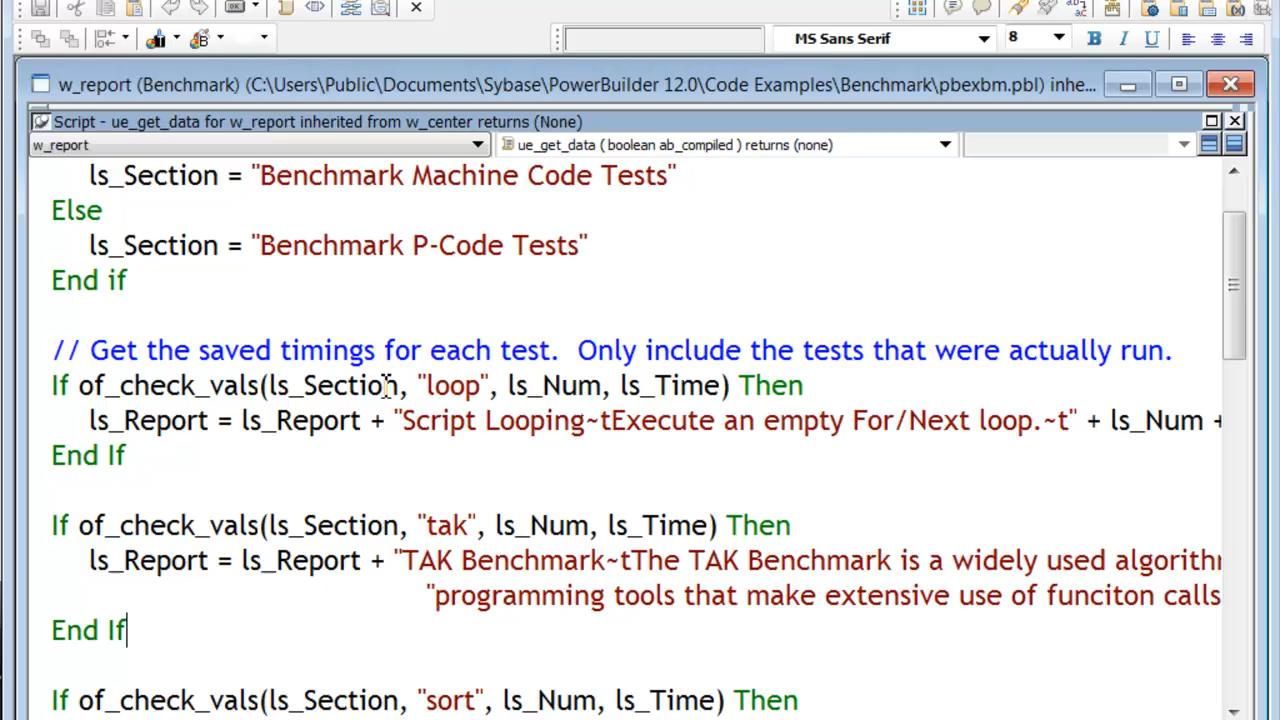 MS Sans Serif 8 B I U
w_report (Benchmark) (C:\Users\Public\Documents\Sybase\PowerBuilder 12.0\Code Examples\Benchmark\pbexbm.pbl) inhe...
Script - ue_get_data for w_report inherited from w_center returns (None)
w_report ue_get_data ( boolean ab_compiled ) returns (none)
ls_Section = "Benchmark Machine Code Tests"
Else
ls_Section = "Benchmark P-Code Tests"
End if
// Get the saved timings for each test.  Only include the tests that were actually run.
If of_check_vals(ls_Section, "loop", ls_Num, ls_Time) Then
ls_Report = ls_Report + "Script Looping~tExecute an empty For/Next loop.~t" + ls_Num +
End If
If of_check_vals(ls_Section, "tak", ls_Num, ls_Time) Then
ls_Report = ls_Report + "TAK Benchmark~tThe TAK Benchmark is a widely used algorithm
"programming tools that make extensive use of funciton calls
End If
If of_check_vals(ls_Section, "sort", ls_Num, ls_Time) Then